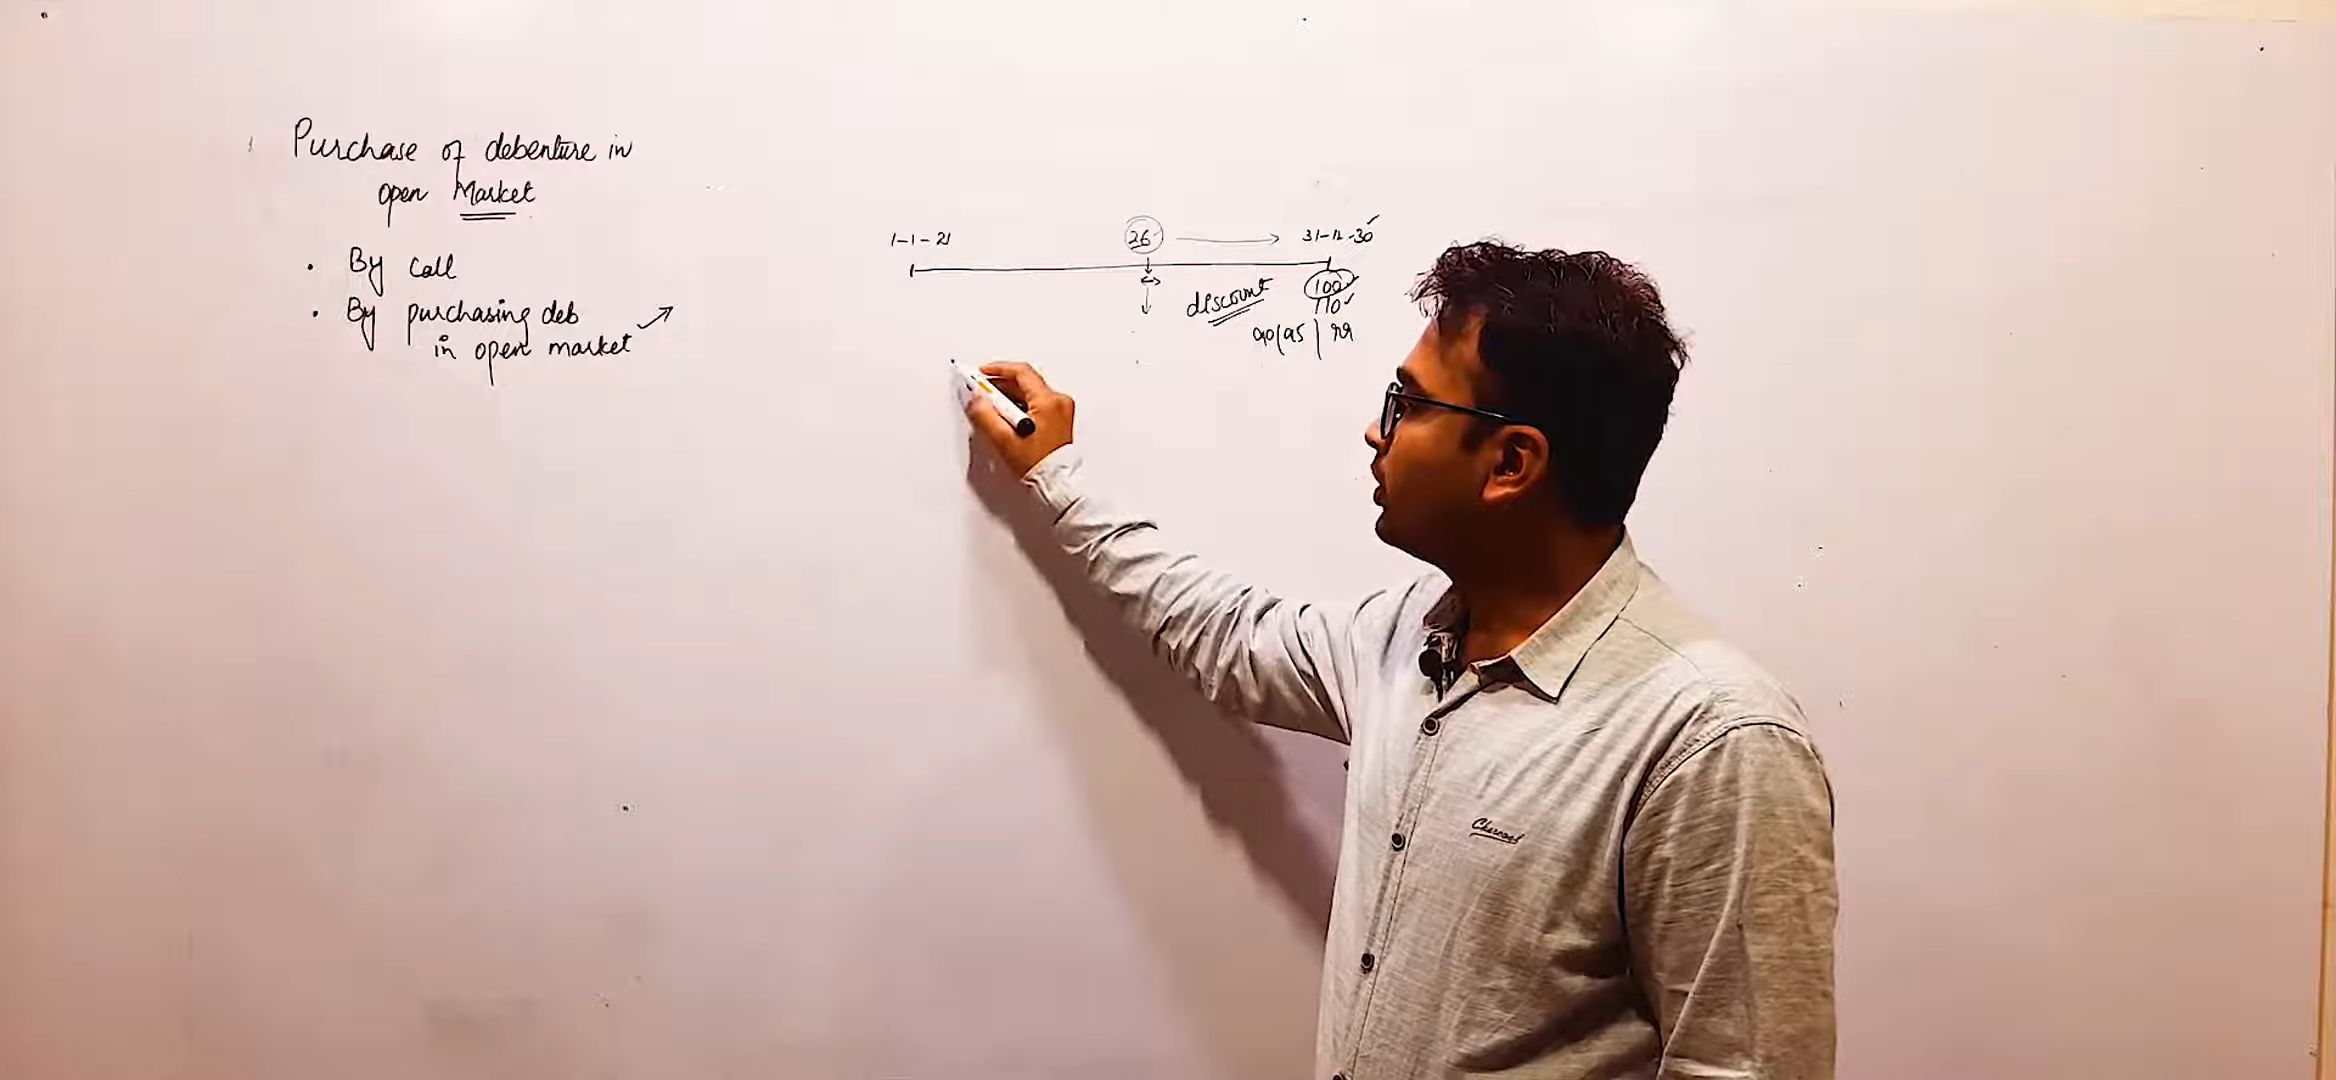 Purchase of debenture in
open Market
• By call
• By purchasing deb
in open market
1-1-21
26
31-12-30
discount
100
110
90/95 |
Charcoal